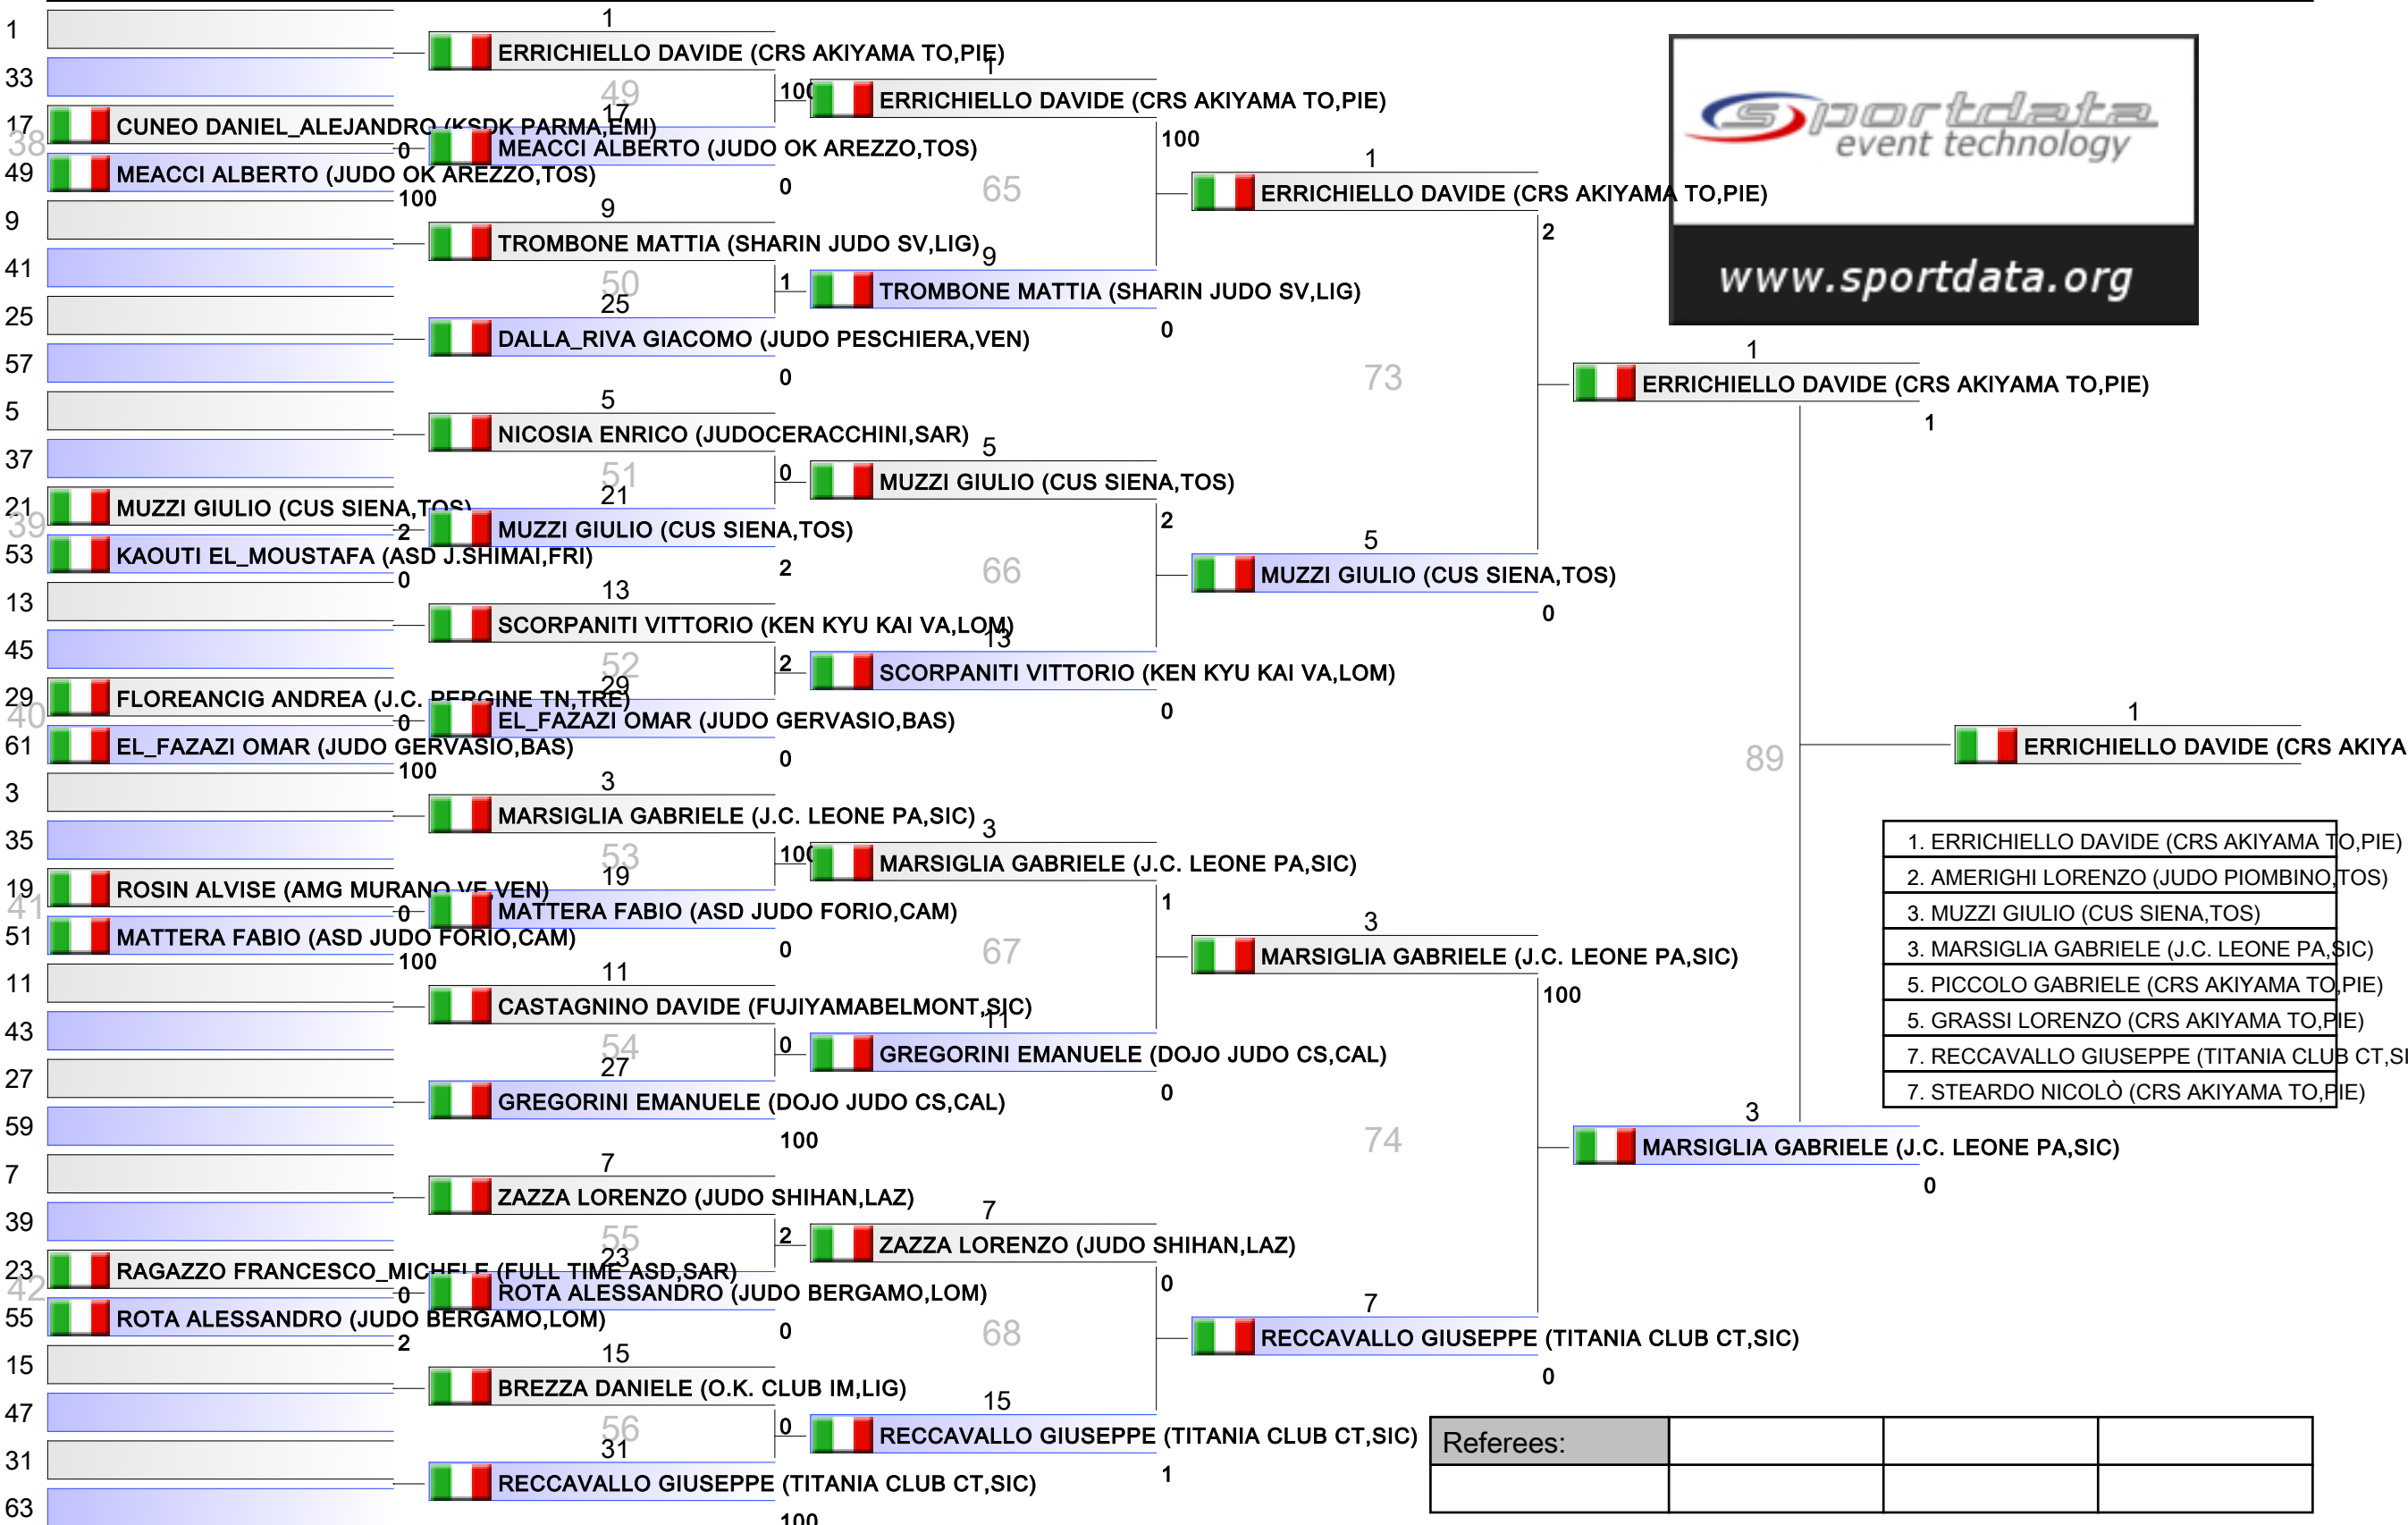 1
33
17
CUNEO DANIEL_ALEJANDRO (KSDK PARMA,EMI)
38
0
49
MEACCI ALBERTO (JUDO OK AREZZO,TOS)
100
9
41
25
57
5
37
21
MUZZI GIULIO (CUS SIENA,TOS)
39
2
53
KAOUTI EL_MOUSTAFA (ASD J.SHIMAI,FRI)
0
13
45
29
FLOREANCIG ANDREA (J.C. PERGINE TN,TRE)
40
0
61
EL_FAZAZI OMAR (JUDO GERVASIO,BAS)
100
3
35
19
ROSIN ALVISE (AMG MURANO VE,VEN)
41
0
51
MATTERA FABIO (ASD JUDO FORIO,CAM)
100
11
43
27
59
7
39
23
RAGAZZO FRANCESCO_MICHELE (FULL TIME ASD,SAR)
42
0
55
ROTA ALESSANDRO (JUDO BERGAMO,LOM)
2
15
47
31
63
1
ERRICHIELLO DAVIDE (CRS AKIYAMA TO,PIE)
49
100
17
MEACCI ALBERTO (JUDO OK AREZZO,TOS)
0
9
TROMBONE MATTIA (SHARIN JUDO SV,LIG)
50
1
25
DALLA_RIVA GIACOMO (JUDO PESCHIERA,VEN)
0
5
NICOSIA ENRICO (JUDOCERACCHINI,SAR)
51
0
21
MUZZI GIULIO (CUS SIENA,TOS)
2
13
SCORPANITI VITTORIO (KEN KYU KAI VA,LOM)
52
2
29
EL_FAZAZI OMAR (JUDO GERVASIO,BAS)
0
3
MARSIGLIA GABRIELE (J.C. LEONE PA,SIC)
53
100
19
MATTERA FABIO (ASD JUDO FORIO,CAM)
0
11
CASTAGNINO DAVIDE (FUJIYAMABELMONT,SIC)
54
0
27
GREGORINI EMANUELE (DOJO JUDO CS,CAL)
100
7
ZAZZA LORENZO (JUDO SHIHAN,LAZ)
55
2
23
ROTA ALESSANDRO (JUDO BERGAMO,LOM)
0
15
BREZZA DANIELE (O.K. CLUB IM,LIG)
56
0
31
RECCAVALLO GIUSEPPE (TITANIA CLUB CT,SIC)
100
1
ERRICHIELLO DAVIDE (CRS AKIYAMA TO,PIE)
100
65
9
TROMBONE MATTIA (SHARIN JUDO SV,LIG)
0
5
MUZZI GIULIO (CUS SIENA,TOS)
2
66
13
SCORPANITI VITTORIO (KEN KYU KAI VA,LOM)
0
3
MARSIGLIA GABRIELE (J.C. LEONE PA,SIC)
1
67
11
GREGORINI EMANUELE (DOJO JUDO CS,CAL)
0
7
ZAZZA LORENZO (JUDO SHIHAN,LAZ)
0
68
15
RECCAVALLO GIUSEPPE (TITANIA CLUB CT,SIC)
1
1
ERRICHIELLO DAVIDE (CRS AKIYAMA TO,PIE)
2
73
5
MUZZI GIULIO (CUS SIENA,TOS)
0
3
MARSIGLIA GABRIELE (J.C. LEONE PA,SIC)
100
74
7
RECCAVALLO GIUSEPPE (TITANIA CLUB CT,SIC)
0
sportdata
event technology
www.sportdata.org
1
ERRICHIELLO DAVIDE (CRS AKIYAMA TO,PIE)
1
89
3
MARSIGLIA GABRIELE (J.C. LEONE PA,SIC)
0
1
ERRICHIELLO DAVIDE (CRS AKIYA
1. ERRICHIELLO DAVIDE (CRS AKIYAMA TO,PIE)
2. AMERIGHI LORENZO (JUDO PIOMBINO,TOS)
3. MUZZI GIULIO (CUS SIENA,TOS)
3. MARSIGLIA GABRIELE (J.C. LEONE PA,SIC)
5. PICCOLO GABRIELE (CRS AKIYAMA TO,PIE)
5. GRASSI LORENZO (CRS AKIYAMA TO,PIE)
7. RECCAVALLO GIUSEPPE (TITANIA CLUB CT,SI
7. STEARDO NICOLÒ (CRS AKIYAMA TO,PIE)
Referees: